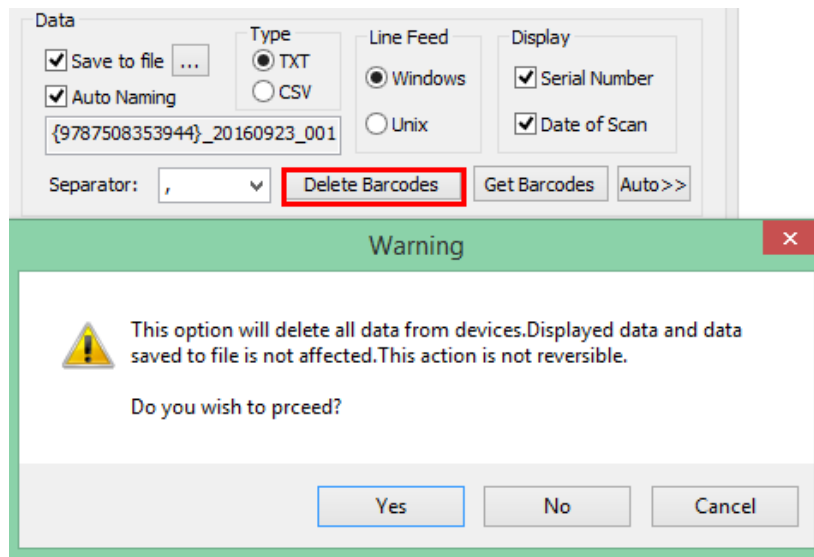 Data
Type
Line Feed
Display
Save to file
...
TXT
Windows
Serial Number
Auto Naming
CSV
{9787508353944}_20160923_001
Unix
Date of Scan
Separator:
,
Delete Barcodes
Get Barcodes
Auto>>
Warning
This option will delete all data from devices.Displayed data and data
saved to file is not affected.This action is not reversible.
Do you wish to prceed?
Yes
No
Cancel